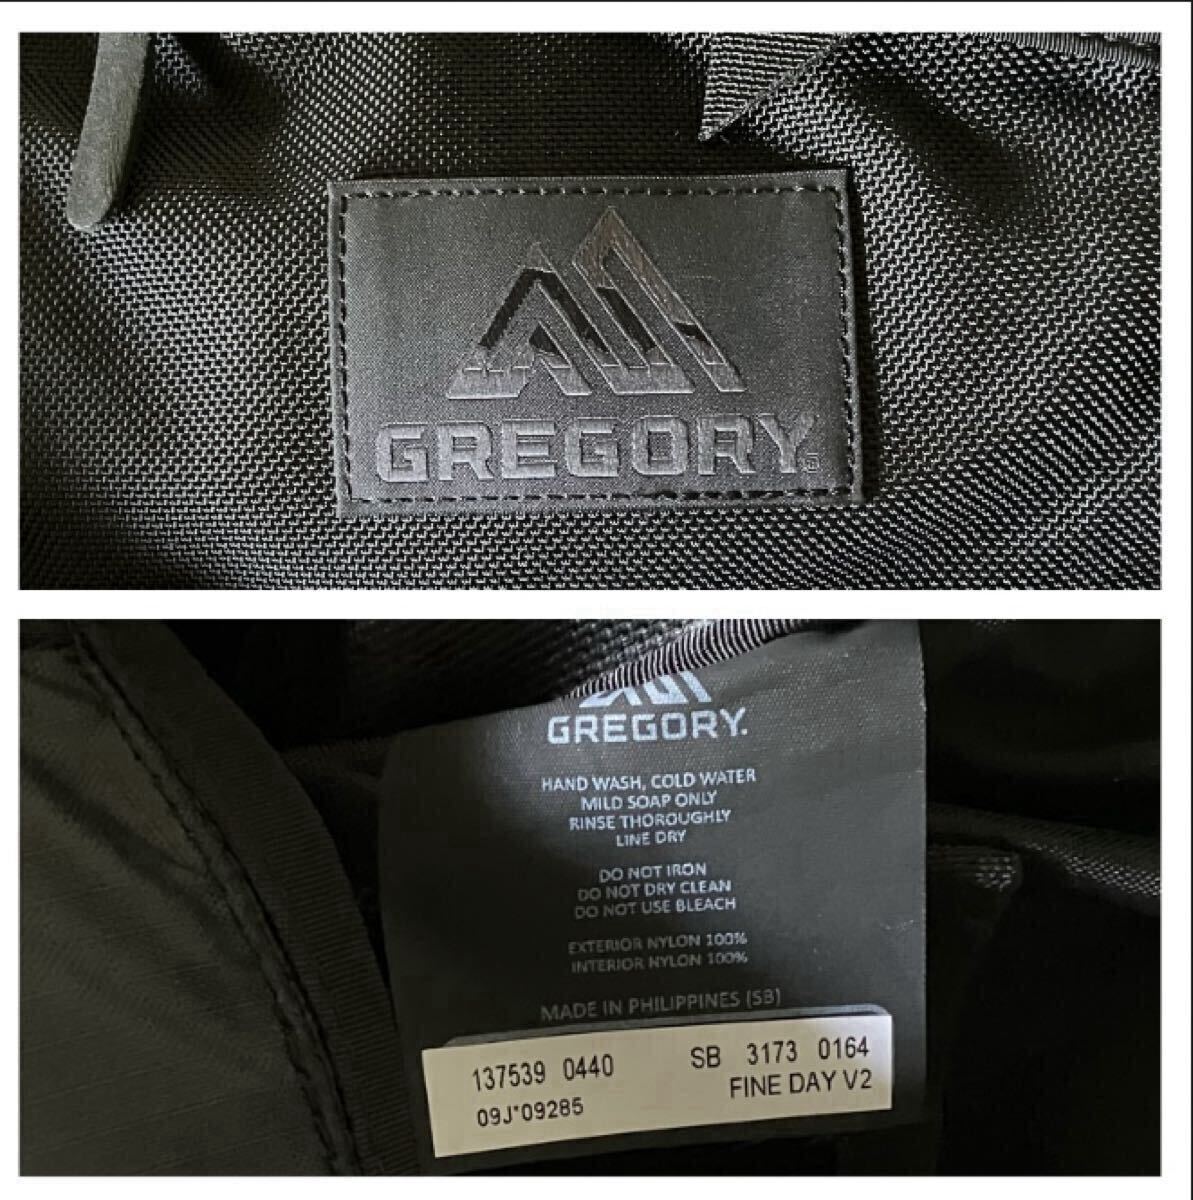 GREGORY
GREGORY.
HAND WASH, COLD WATER
MILD SOAP ONLY
RINSE THOROUGHLY
LINE DRY
DO NOT IRON
DO NOT DRY CLEAN
DO NOT USE BLEACH
EXTERIOR NYLON 100%
INTERIOR NYLON 100%
MADE IN PHILIPPINES (SB)
137539 0440 SB 3173 0164
09J*09285 FINE DAY V2